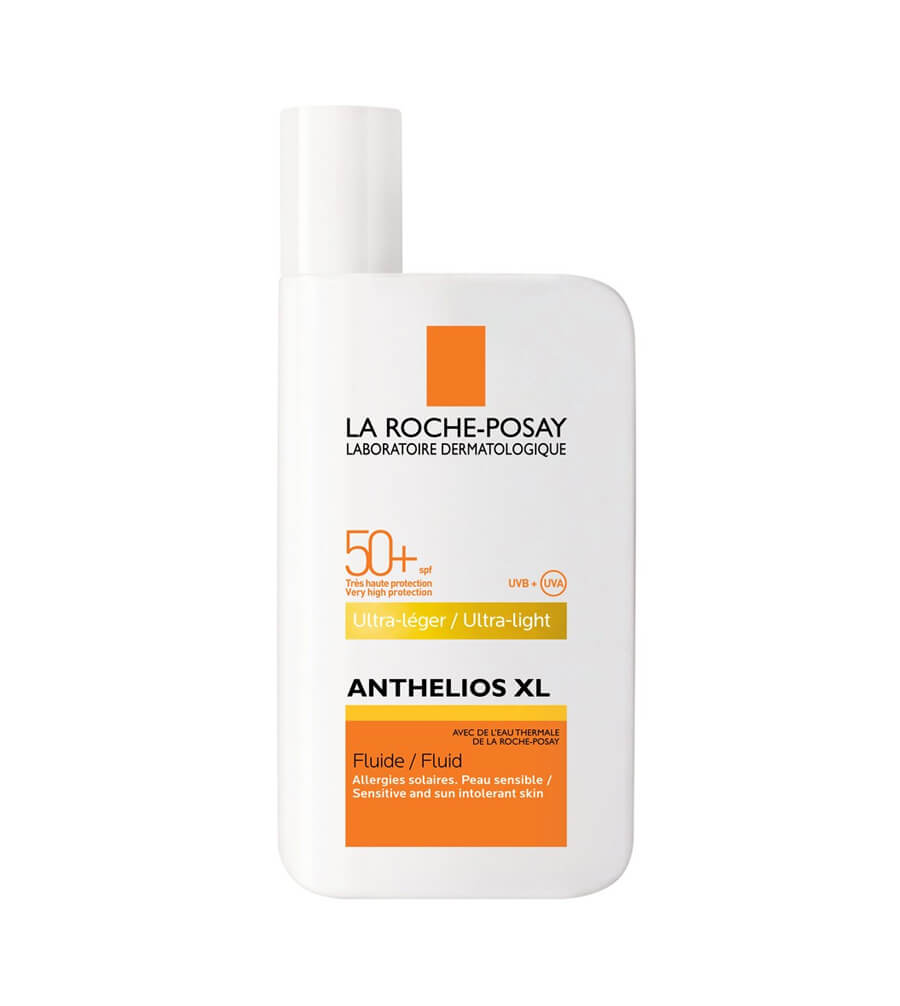 LA ROCHE-POSAY
LABORATOIRE DERMATOLOGIQUE
50+ spf
Très haute protection
Very high protection
UVB + UVA
Ultra-léger / Ultra-light
ANTHELIOS XL
AVEC DE L'EAU THERMALE
DE LA ROCHE-POSAY
Fluide / Fluid
Allergies solaires. Peau sensible /
Sensitive and sun intolerant skin